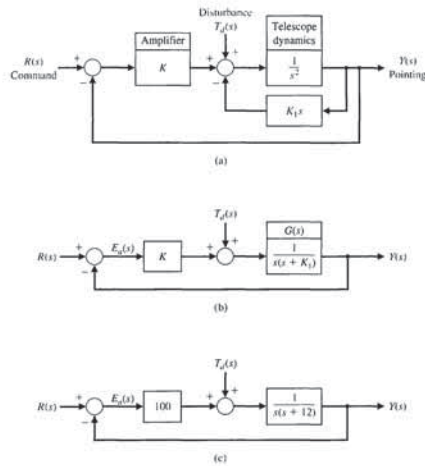 Disturbance
T_d(s)
Amplifier
Telescope
dynamics
R(s)
Command
+
−
K
+
+
−
1
s²
Y(s)
Pointing
K₁s
(a)
T_d(s)
G(s)
R(s)
+
−
E_a(s)
K
+
+
1
s(s + K₁)
Y(s)
(b)
T_d(s)
R(s)
+
−
E_a(s)
100
+
+
1
s(s + 12)
Y(s)
(c)